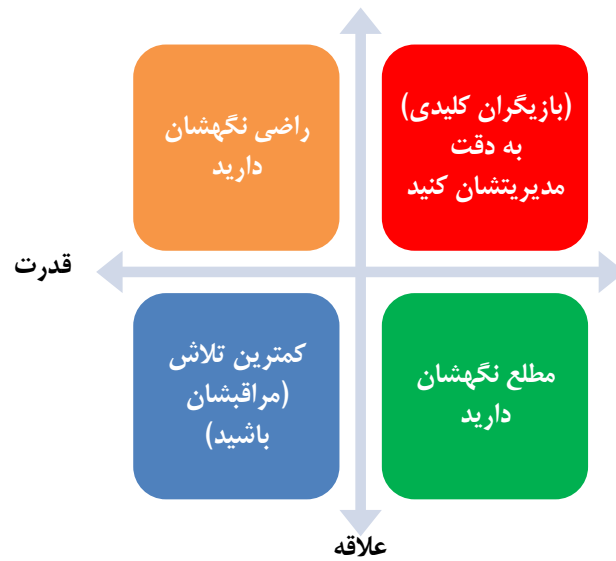 (بازیگران کلیدی)
به دقت
مدیریتشان کنید
راضی نگهشان
دارید
قدرت
مطلع نگهشان
دارید
کمترین تلاش
(مراقبشان
باشید)
علاقه